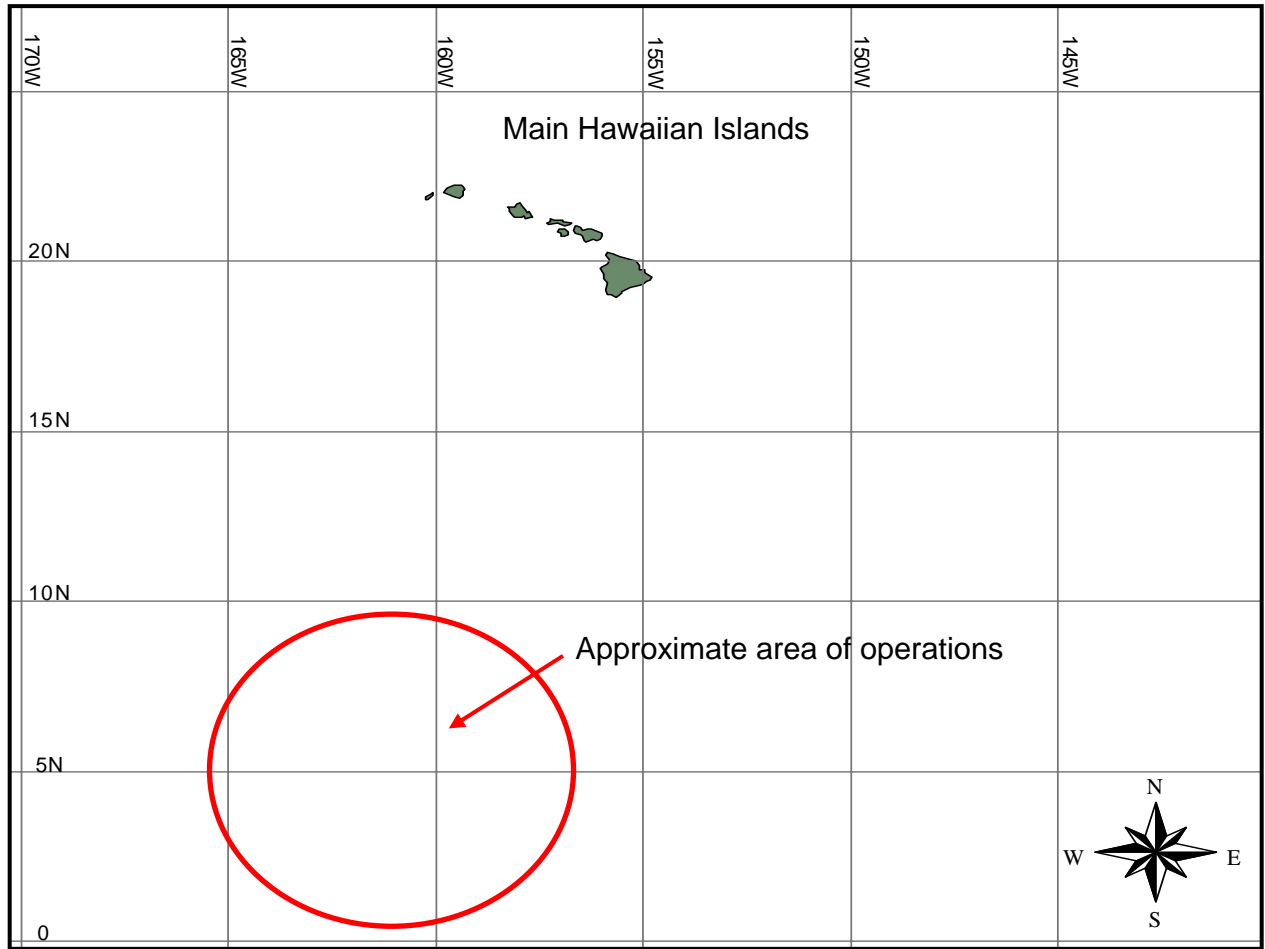 170W
165W
160W
155W
150W
145W
Main Hawaiian Islands
20N
15N
10N
Approximate area of operations
5N
N
W E
S
0